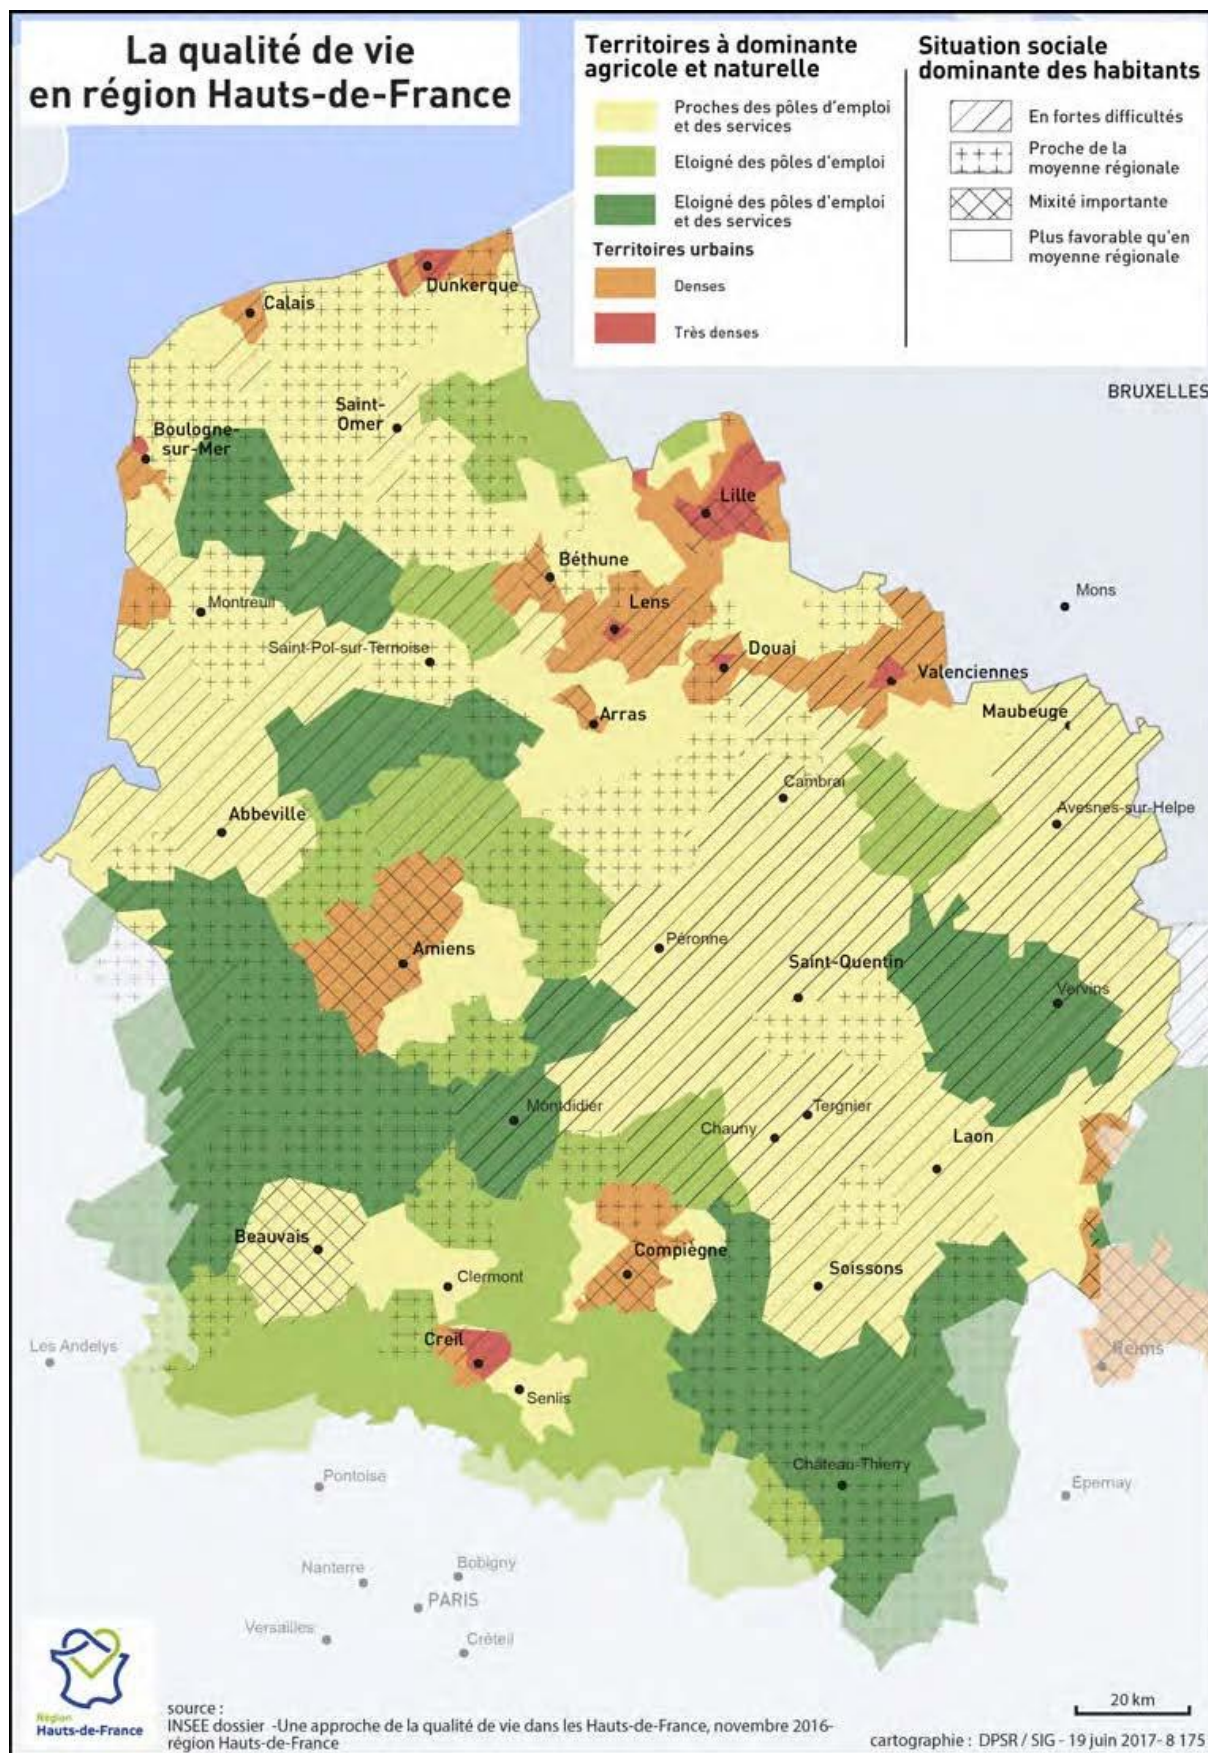 La qualité de vie
en région Hauts-de-France
Territoires à dominante
agricole et naturelle
Proches des pôles d'emploi
et des services
Eloigné des pôles d'emploi
Eloigné des pôles d'emploi
et des services
Territoires urbains
Denses
Très denses
Situation sociale
dominante des habitants
En fortes difficultés
Proche de la
moyenne régionale
Mixité importante
Plus favorable qu'en
moyenne régionale
Dunkerque
Calais
BRUXELLES
Saint-
Omer
Boulogne-
sur-Mer
Lille
Béthune
Mons
Montreuil
Lens
Saint-Pol-sur-Ternoise
Douai
Valenciennes
Arras
Maubeuge
Cambrai
Abbeville
Avesnes-sur-Helpe
Amiens
Péronne
Saint-Quentin
Vervins
Montdidier
Tergnier
Chauny
Laon
Beauvais
Compiègne
Clermont
Soissons
Creil
Les Andelys
Reims
Senlis
Château-Thierry
Pontoise
Epernay
Nanterre
Bobigny
PARIS
Versailles
Créteil
Région
Hauts-de-France
20 km
source :
INSEE dossier -Une approche de la qualité de vie dans les Hauts-de-France, novembre 2016-
région Hauts-de-France
cartographie : DPSR / SIG - 19 juin 2017- 8 175